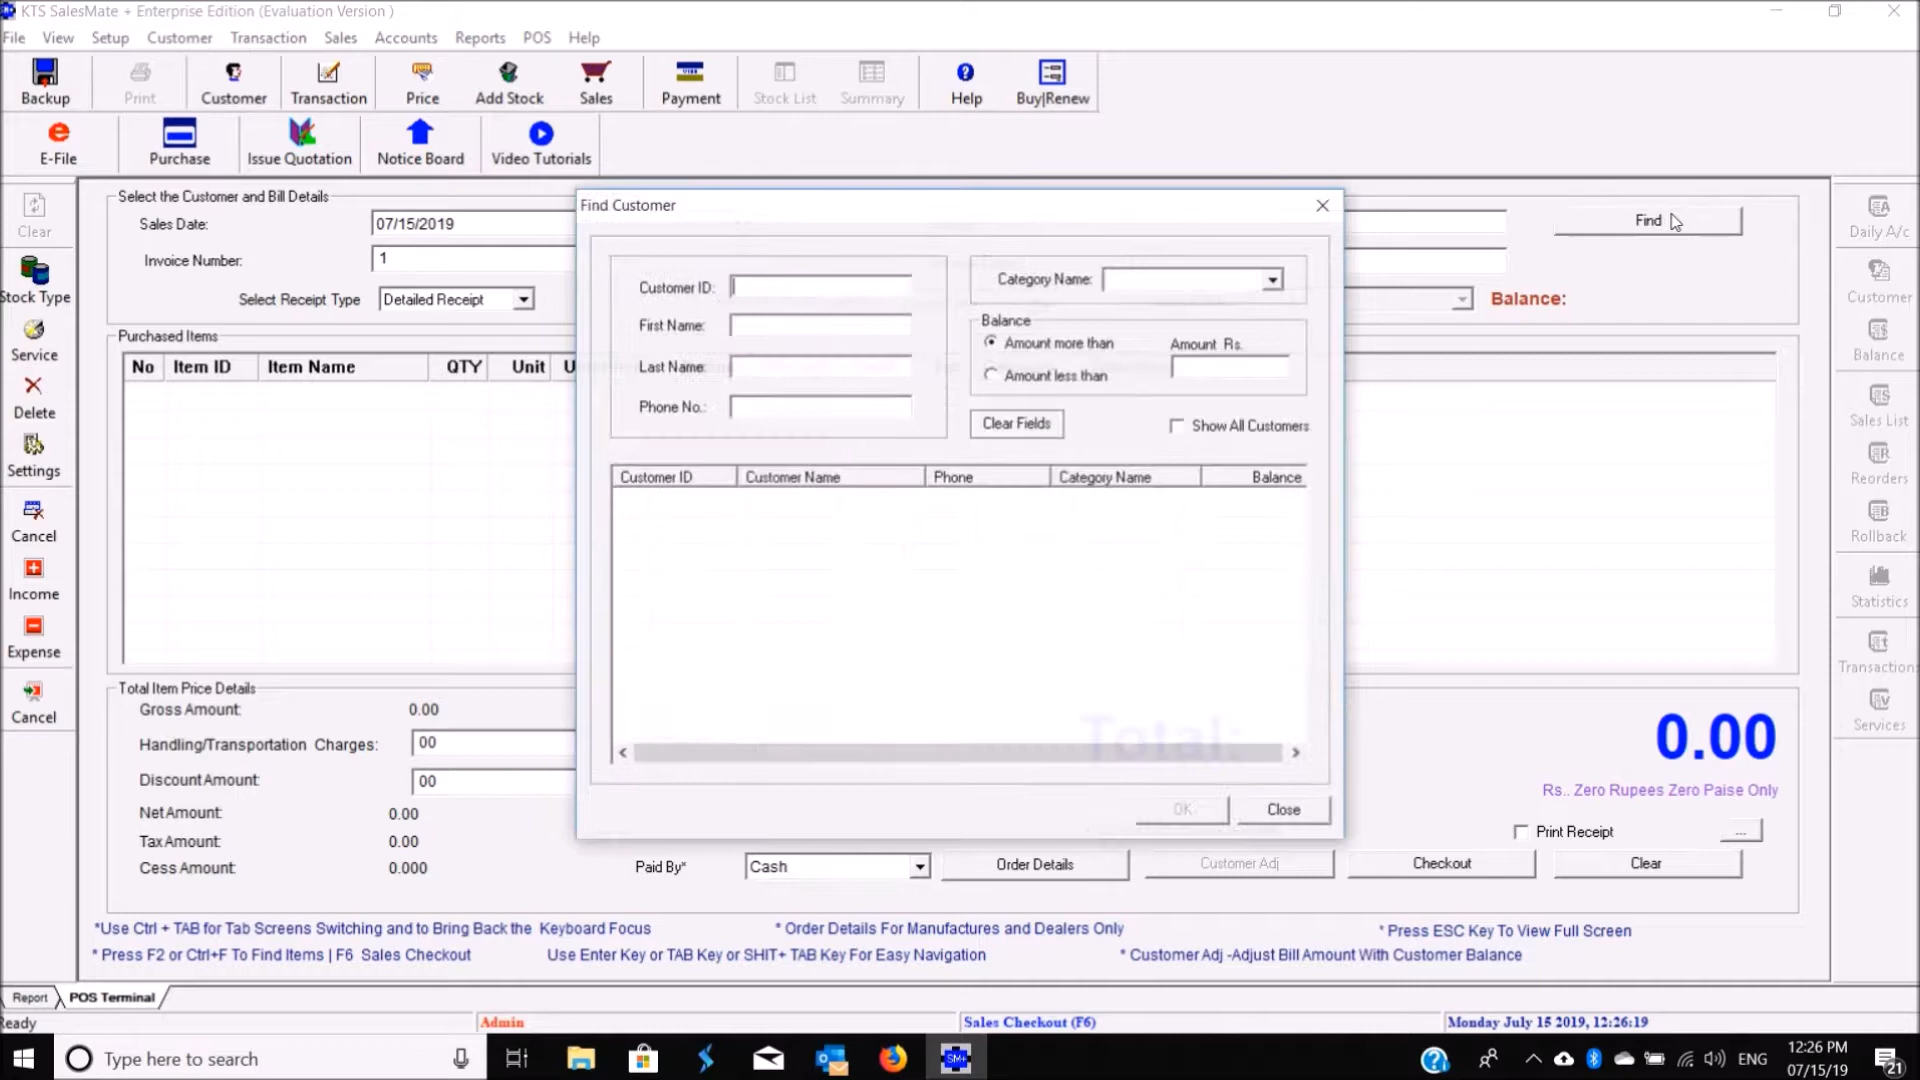 KTS SalesMate + Enterprise Edition (Evaluation Version )
File View Setup Customer Transaction Sales Accounts Reports POS Help
Backup Print Customer Transaction Price Add Stock Sales Payment Stock List Summary Help Buy|Renew
E-File Purchase Issue Quotation Notice Board Video Tutorials
Clear
Stock Type
Service
Delete
Settings
Cancel
Income
Expense
Cancel
Select the Customer and Bill Details
Sales Date: 07/15/2019
Invoice Number: 1
Select Receipt Type Detailed Receipt
Find
Balance:
Purchased Items
No Item ID Item Name QTY Unit U
Find Customer
Customer ID:
First Name:
Last Name:
Phone No.:
Category Name:
Balance
Amount more than
Amount less than
Amount Rs.
Clear Fields
Show All Customers
Customer ID Customer Name Phone Category Name Balance
Total:
OK Close
Total Item Price Details
Gross Amount: 0.00
Handling/Transportation Charges: 00
Discount Amount: 00
Net Amount: 0.00
Tax Amount: 0.00
Cess Amount: 0.000
0.00
Rs.. Zero Rupees Zero Paise Only
Print Receipt ...
Paid By* Cash Order Details Customer Adj Checkout Clear
*Use Ctrl + TAB for Tab Screens Switching and to Bring Back the Keyboard Focus * Order Details For Manufactures and Dealers Only * Press ESC Key To View Full Screen
* Press F2 or Ctrl+F To Find Items | F6 Sales Checkout Use Enter Key or TAB Key or SHIT+ TAB Key For Easy Navigation * Customer Adj -Adjust Bill Amount With Customer Balance
Daily A/c
Customer
Balance
Sales List
Reorders
Rollback
Statistics
Transaction
Services
Report POS Terminal
Ready Admin Sales Checkout (F6) Monday July 15 2019, 12:26:19
Type here to search
SM+
ENG
12:26 PM
07/15/19
21